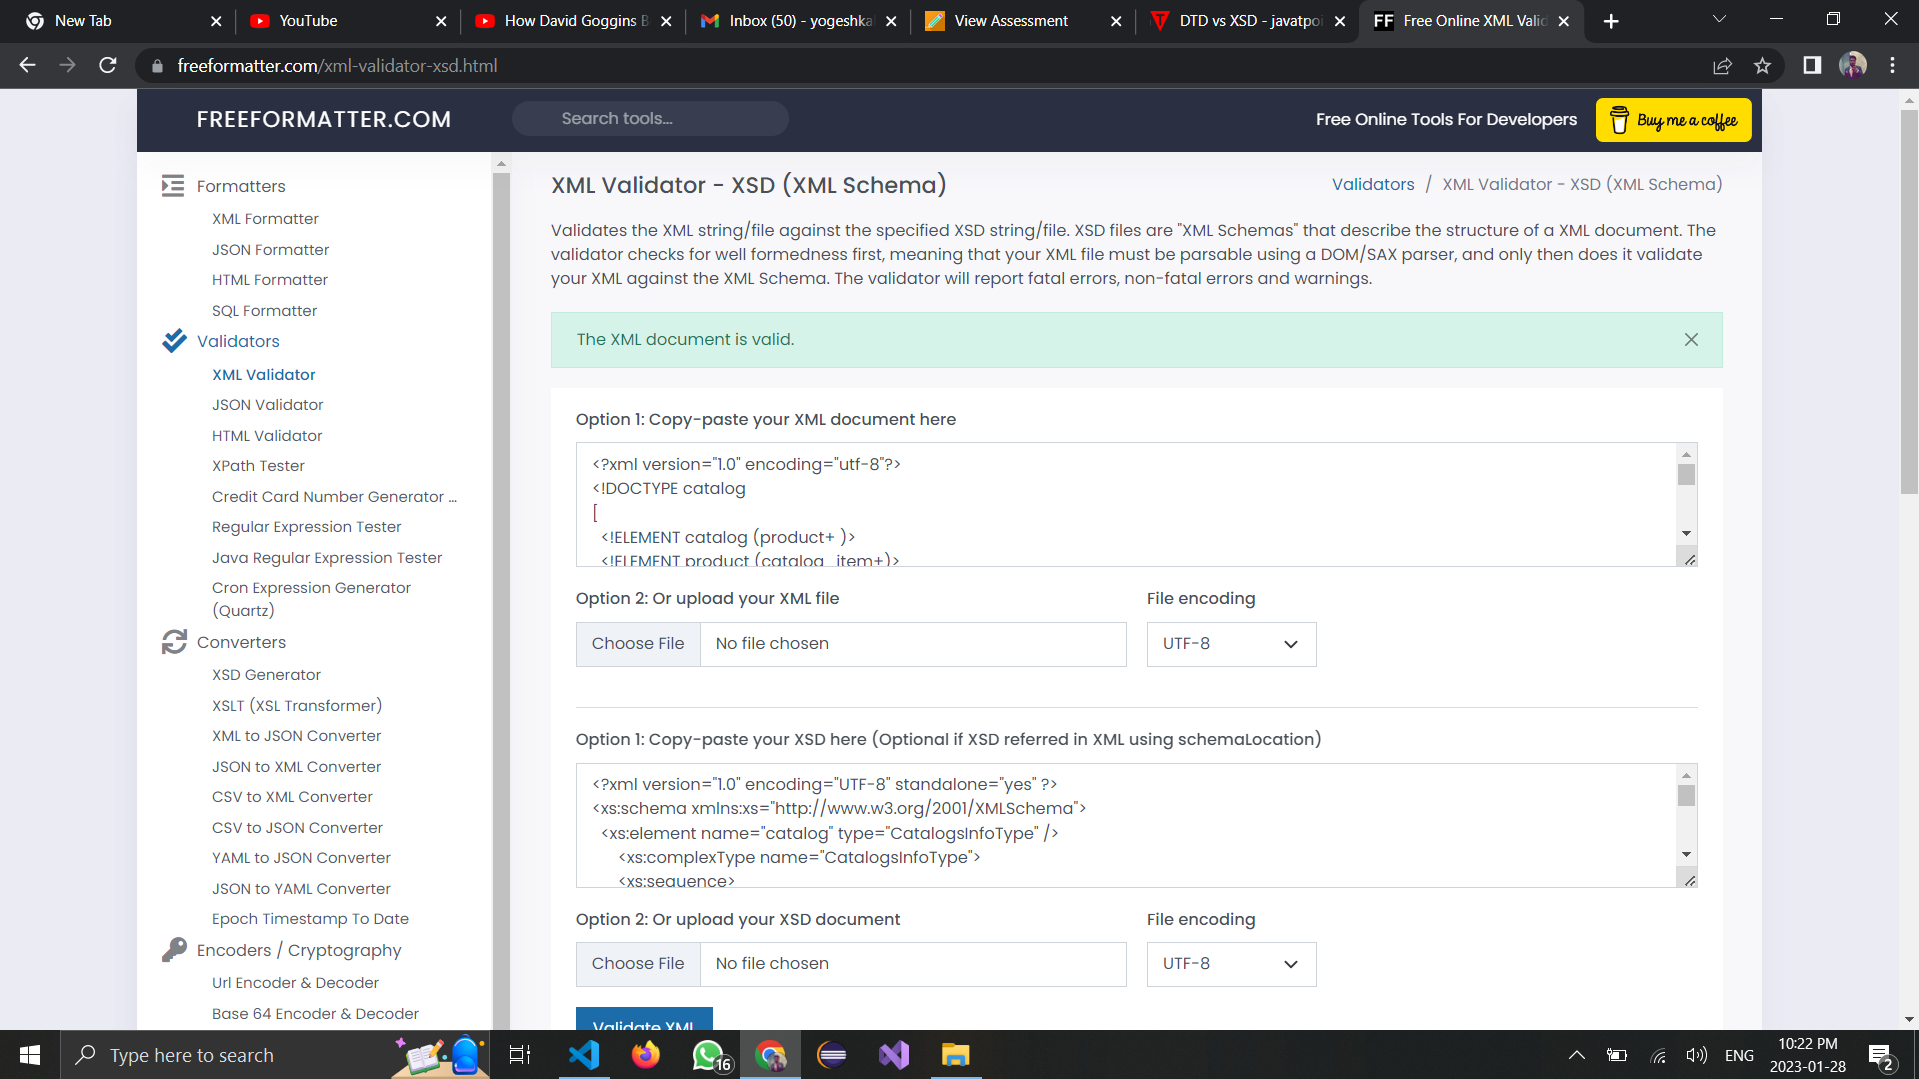 New Tab
YouTube
How David Goggins B
Inbox (50) - yogeshka
View Assessment
DTD vs XSD - javatpoi
FF
Free Online XML Valid
freeformatter.com/xml-validator-xsd.html
FREEFORMATTER.COM
Search tools...
Free Online Tools For Developers
Buy me a coffee
Formatters
XML Formatter
JSON Formatter
HTML Formatter
SQL Formatter
Validators
XML Validator
JSON Validator
HTML Validator
XPath Tester
Credit Card Number Generator ...
Regular Expression Tester
Java Regular Expression Tester
Cron Expression Generator
(Quartz)
Converters
XSD Generator
XSLT (XSL Transformer)
XML to JSON Converter
JSON to XML Converter
CSV to XML Converter
CSV to JSON Converter
YAML to JSON Converter
JSON to YAML Converter
Epoch Timestamp To Date
Encoders / Cryptography
Url Encoder & Decoder
Base 64 Encoder & Decoder
XML Validator - XSD (XML Schema)
Validators / XML Validator - XSD (XML Schema)
Validates the XML string/file against the specified XSD string/file. XSD files are "XML Schemas" that describe the structure of a XML document. The
validator checks for well formedness first, meaning that your XML file must be parsable using a DOM/SAX parser, and only then does it validate
your XML against the XML Schema. The validator will report fatal errors, non-fatal errors and warnings.
The XML document is valid.
Option 1: Copy-paste your XML document here
<?xml version="1.0" encoding="utf-8"?>
<!DOCTYPE catalog
[
<!ELEMENT catalog (product+ )>
<!ELEMENT product (catalog_item+)>
Option 2: Or upload your XML file
File encoding
Choose File
No file chosen
UTF-8
Option 1: Copy-paste your XSD here (Optional if XSD referred in XML using schemaLocation)
<?xml version="1.0" encoding="UTF-8" standalone="yes" ?>
<xs:schema xmlns:xs="http://www.w3.org/2001/XMLSchema">
<xs:element name="catalog" type="CatalogsInfoType" />
<xs:complexType name="CatalogsInfoType">
<xs:sequence>
Option 2: Or upload your XSD document
File encoding
Choose File
No file chosen
UTF-8
Validate XML
Type here to search
16
ENG
10:22 PM
2023-01-28
2